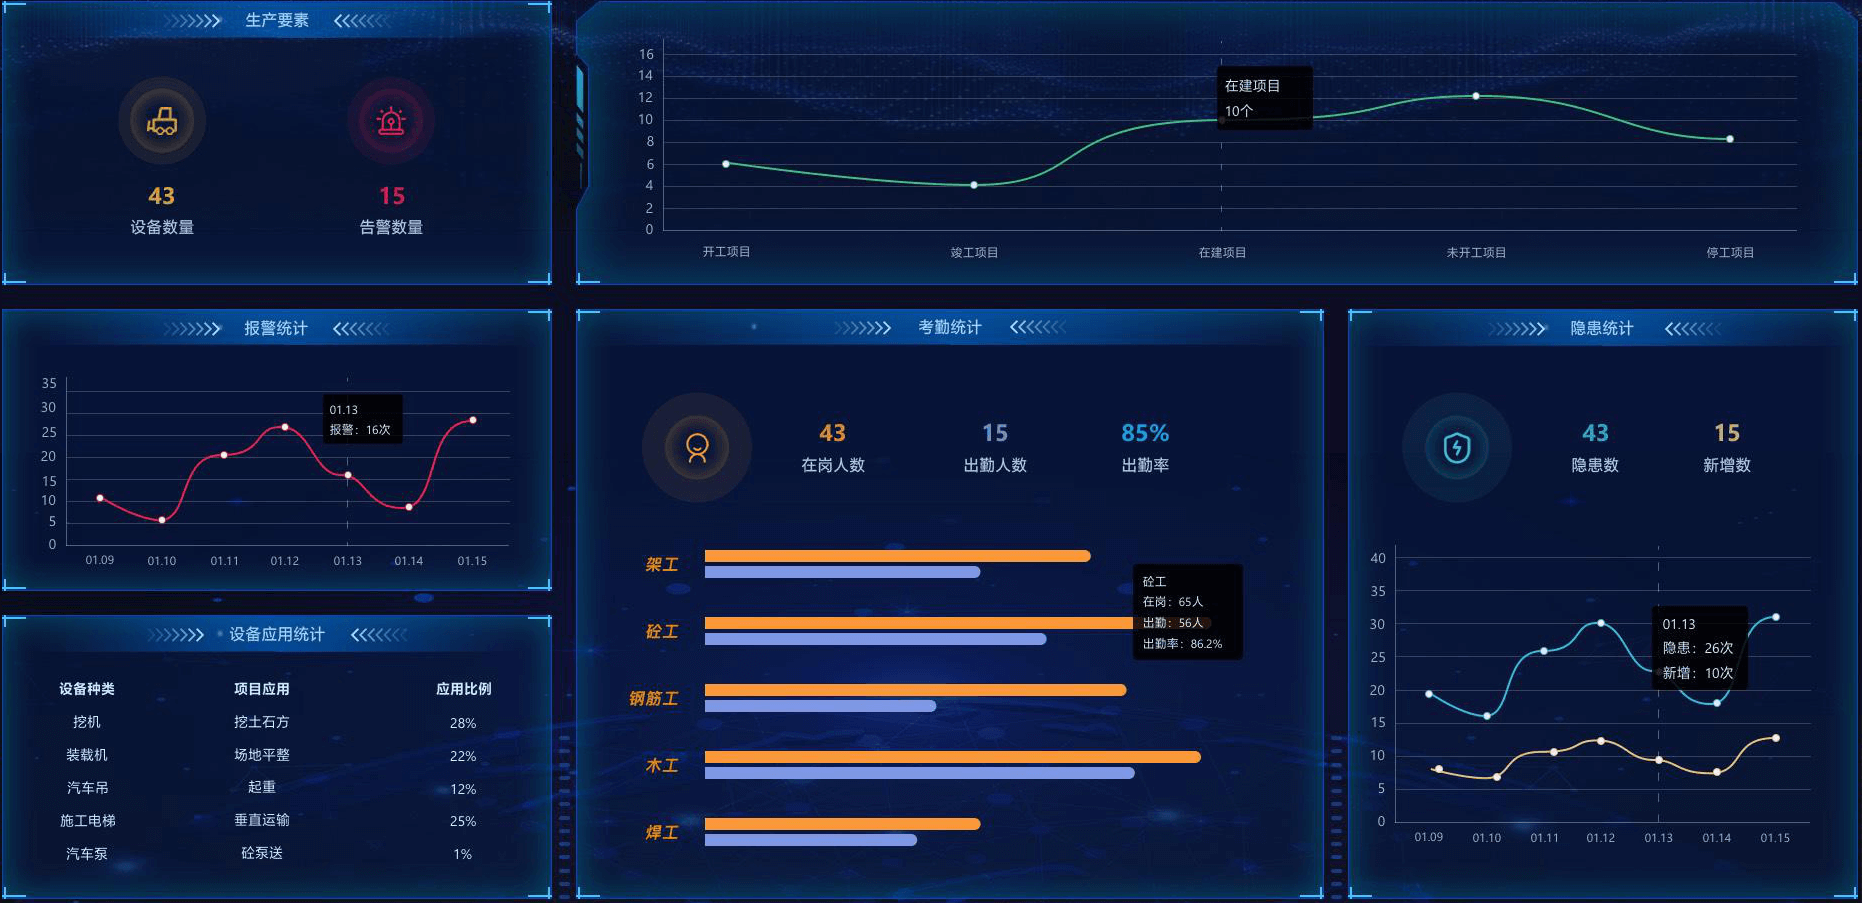 生产要素
43
15
设备数量
告警数量
16
14
12
10
8
6
4
2
0
在建项目
10个
开工项目
竣工项目
在建项目
未开工项目
停工项目
报警统计
35
30
25
20
15
10
5
0
01.13
报警：16次
01.09
01.10
01.11
01.12
01.13
01.14
01.15
设备应用统计
设备种类 项目应用 应用比例
挖机 挖土石方 28%
装载机 场地平整 22%
汽车吊 起重 12%
施工电梯 垂直运输 25%
汽车泵 砼泵送 1%
考勤统计
43
15
85%
在岗人数
出勤人数
出勤率
架工
砼工
钢筋工
木工
焊工
砼工
在岗：65人
出勤：56人
出勤率：86.2%
隐患统计
43
15
隐患数
新增数
40
35
30
25
20
15
10
5
0
01.13
隐患：26次
新增：10次
01.09
01.10
01.11
01.12
01.13
01.14
01.15